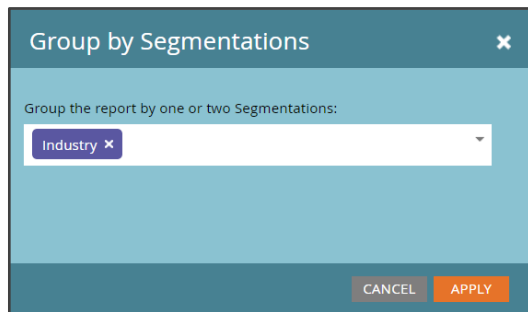 Group by Segmentations
Group the report by one or two Segmentations:
Industry
CANCEL APPLY